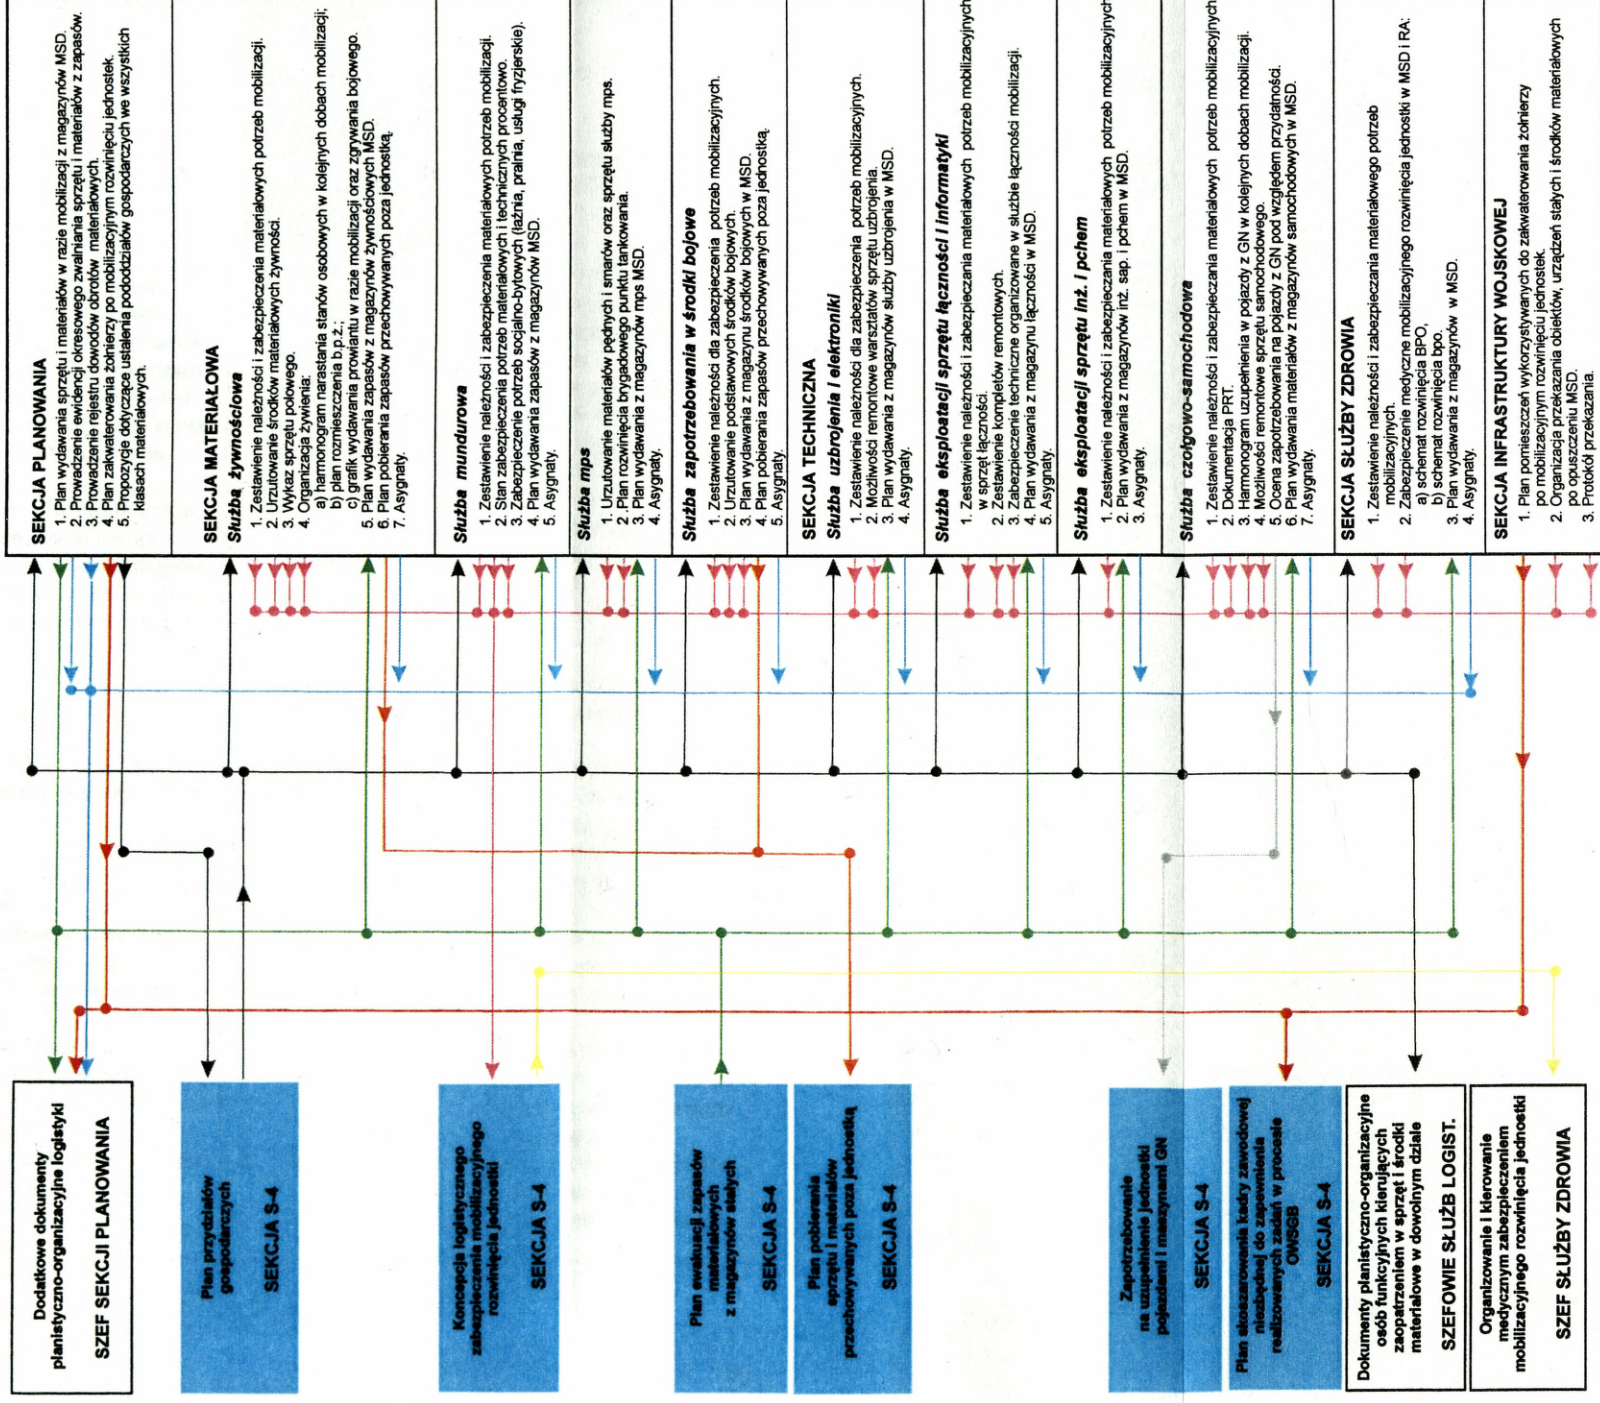 SEKCJA PLANOWANIA
1. Plan wydawania sprzętu i materiałów w razie mobilizacji z magazynów MSD.
2. Prowadzenie ewidencji okresowego zwalniania sprzętu i materiałów z zapasów.
3. Prowadzenie rejestru dowodów obrotów materiałowych.
4. Plan zakwaterowania żołnierzy po mobilizacyjnym rozwinięciu jednostek.
5. Propozycje dotyczące ustalenia pododdziałów gospodarczych we wszystkich
klasach materiałowych.
SEKCJA MATERIAŁOWA
Służba żywnościowa
1. Zestawienie należności i zabezpieczenia materiałowych potrzeb mobilizacji.
2. Urzutowanie środków materiałowych żywności.
3. Wykaz sprzętu polowego.
4. Organizacja żywienia:
a) harmonogram narastania stanów osobowych w kolejnych dobach mobilizacji;
b) plan rozmieszczenia b.p.ż.;
c) grafik wydawania prowiantu w razie mobilizacji oraz zgrywania bojowego.
5. Plan wydawania zapasów z magazynów żywnościowych MSD.
6. Plan pobierania zapasów przechowywanych poza jednostką.
7. Asygnaty.
Służba mundurowa
1. Zestawienie należności i zabezpieczenia materiałowych potrzeb mobilizacji.
2. Stan zabezpieczenia potrzeb materiałowych i technicznych procentowo.
3. Zabezpieczenie potrzeb socjalno-bytowych (łaźnia, pralnia, usługi fryzjerskie).
4. Plan wydawania zapasów z magazynów MSD.
5. Asygnaty.
Służba mps
1. Urzutowanie materiałów pędnych i smarów oraz sprzętu służby mps.
2. Plan rozwinięcia brygadowego punktu tankowania.
3. Plan wydawania z magazynów mps MSD.
4. Asygnaty.
Służba zapotrzebowania w środki bojowe
1. Zestawienie należności dla zabezpieczenia potrzeb mobilizacyjnych.
2. Urzutowanie podstawowych środków bojowych.
3. Plan wydawania z magazynu środków bojowych w MSD.
4. Plan pobierania zapasów przechowywanych poza jednostką.
5. Asygnaty.
SEKCJA TECHNICZNA
Służba uzbrojenia i elektroniki
1. Zestawienie należności dla zabezpieczenia potrzeb mobilizacyjnych.
2. Możliwości remontowe warsztatów sprzętu uzbrojenia.
3. Plan wydawania z magazynów służby uzbrojenia w MSD.
4. Asygnaty.
Służba eksploatacji sprzętu łączności i informatyki
1. Zestawienie należności i zabezpieczenia materiałowych potrzeb mobilizacyjnych
w sprzęt łączności.
2. Zestawienie kompletów remontowych.
3. Zabezpieczenie techniczne organizowane w służbie łączności mobilizacji.
4. Plan wydawania z magazynu łączności w MSD.
5. Asygnaty.
Służba eksploatacji sprzętu inż. i pchem
1. Zestawienie należności i zabezpieczenia materiałowych potrzeb mobilizacyjnych
2. Plan wydawania z magazynów inż. sap. i pchem w MSD.
3. Asygnaty.
Służba czołgowo-samochodowa
1. Zestawienie należności i zabezpieczenia materiałowych potrzeb mobilizacyjnych
2. Dokumentacja PRT.
3. Harmonogram uzupełnienia w pojazdy z GN w kolejnych dobach mobilizacji.
4. Możliwości remontowe sprzętu samochodowego.
5. Ocena zapotrzebowania na pojazdy z GN pod względem przydatności.
6. Plan wydawania materiałów z magazynów samochodowych w MSD.
7. Asygnaty.
SEKCJA SŁUŻBY ZDROWIA
1. Zestawienie należności i zabezpieczenia materiałowego potrzeb
mobilizacyjnych.
2. Zabezpieczenie medyczne mobilizacyjnego rozwinięcia jednostki w MSD i RA:
a) schemat rozwinięcia BPO,
b) schemat rozwinięcia bpo.
3. Plan wydawania z magazynów w MSD.
4. Asygnaty.
SEKCJA INFRASTRUKTURY WOJSKOWEJ
1. Plan pomieszczeń wykorzystywanych do zakwaterowania żołnierzy
po mobilizacyjnym rozwinięciu jednostek.
2. Organizacja przekazania obiektów, urządzeń stałych i środków materiałowych
po opuszczeniu MSD.
3. Protokół przekazania.
Dodatkowe dokumenty
planistyczno-organizacyjne logistyki
SZEF SEKCJI PLANOWANIA
Plan przydziałów
gospodarczych
SEKCJA S-4
Koncepcja logistycznego
zabezpieczenia mobilizacyjnego
rozwinięcia jednostki
SEKCJA S-4
Plan ewakuacji zapasów
materiałowych
z magazynów stałych
SEKCJA S-4
Plan pobierania
sprzętu i materiałów
przechowywanych poza jednostką
SEKCJA S-4
Zapotrzebowanie
na uzupełnienie jednostki
pojazdami i maszynami GN
SEKCJA S-4
Plan skoszarowania kadry zawodowej
niezbędnej do zapewnienia
realizowanych zadań w procesie
OWSGB
SEKCJA S-4
Dokumenty planistyczno-organizacyjne
osób funkcyjnych kierujących
zaopatrzeniem w sprzęt i środki
materiałowe w dowolnym dziale
SZEFOWIE SŁUŻB LOGIST.
Organizowanie i kierowanie
medycznym zabezpieczeniem
mobilizacyjnego rozwinięcia jednostki
SZEF SŁUŻBY ZDROWIA